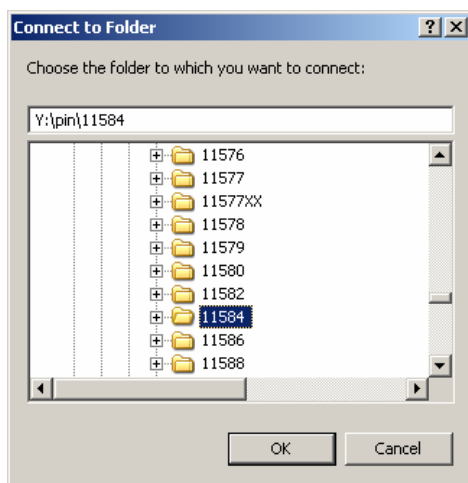 Connect to Folder
Choose the folder to which you want to connect:
Y:\pin\11584
11576
11577
11577XX
11578
11579
11580
11582
11584
11586
11588
OK Cancel